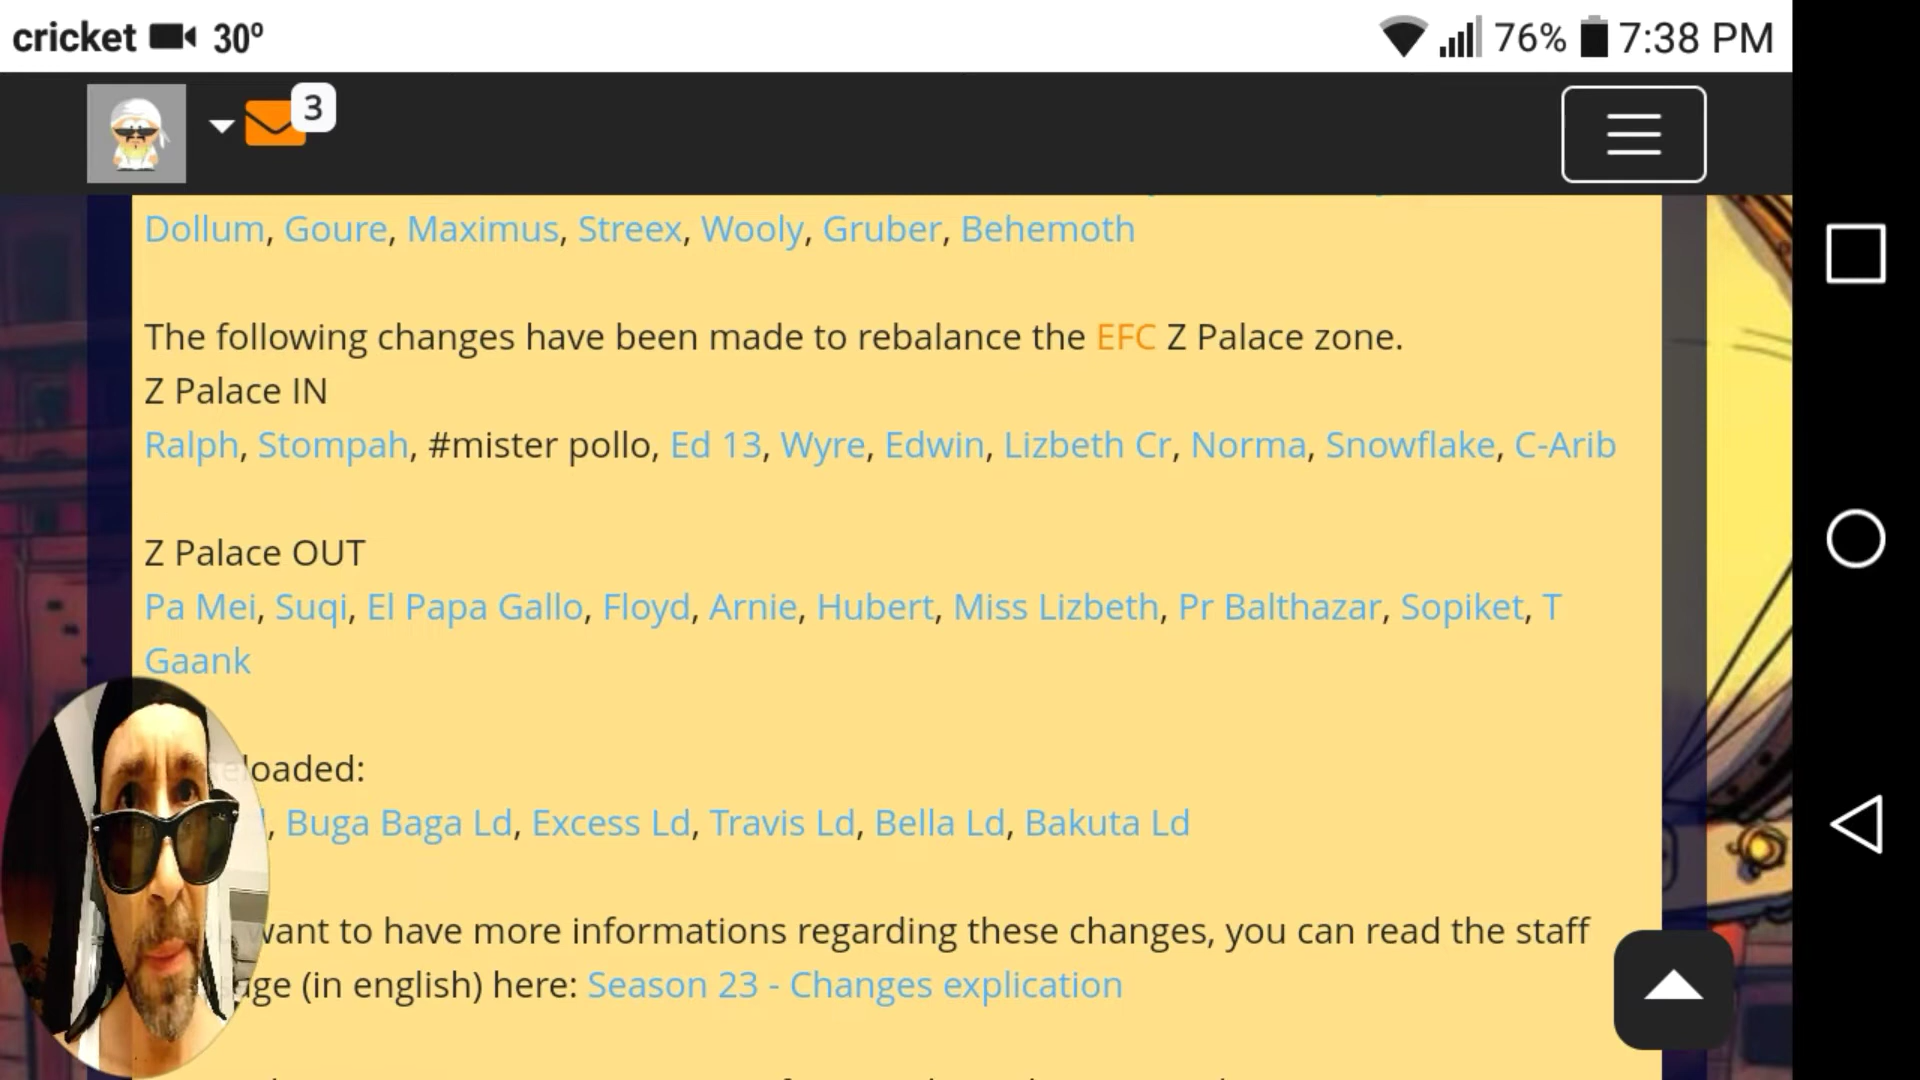 cricket 30° 76% 7:38 PM
3
Dollum, Goure, Maximus, Streex, Wooly, Gruber, Behemoth
The following changes have been made to rebalance the EFC Z Palace zone.
Z Palace IN
Ralph, Stompah, #mister pollo, Ed 13, Wyre, Edwin, Lizbeth Cr, Norma, Snowflake, C-Arib
Z Palace OUT
Pa Mei, Suqi, El Papa Gallo, Floyd, Arnie, Hubert, Miss Lizbeth, Pr Balthazar, Sopiket, T
Gaank
eloaded:
, Buga Baga Ld, Excess Ld, Travis Ld, Bella Ld, Bakuta Ld
want to have more informations regarding these changes, you can read the staff
age (in english) here: Season 23 - Changes explication